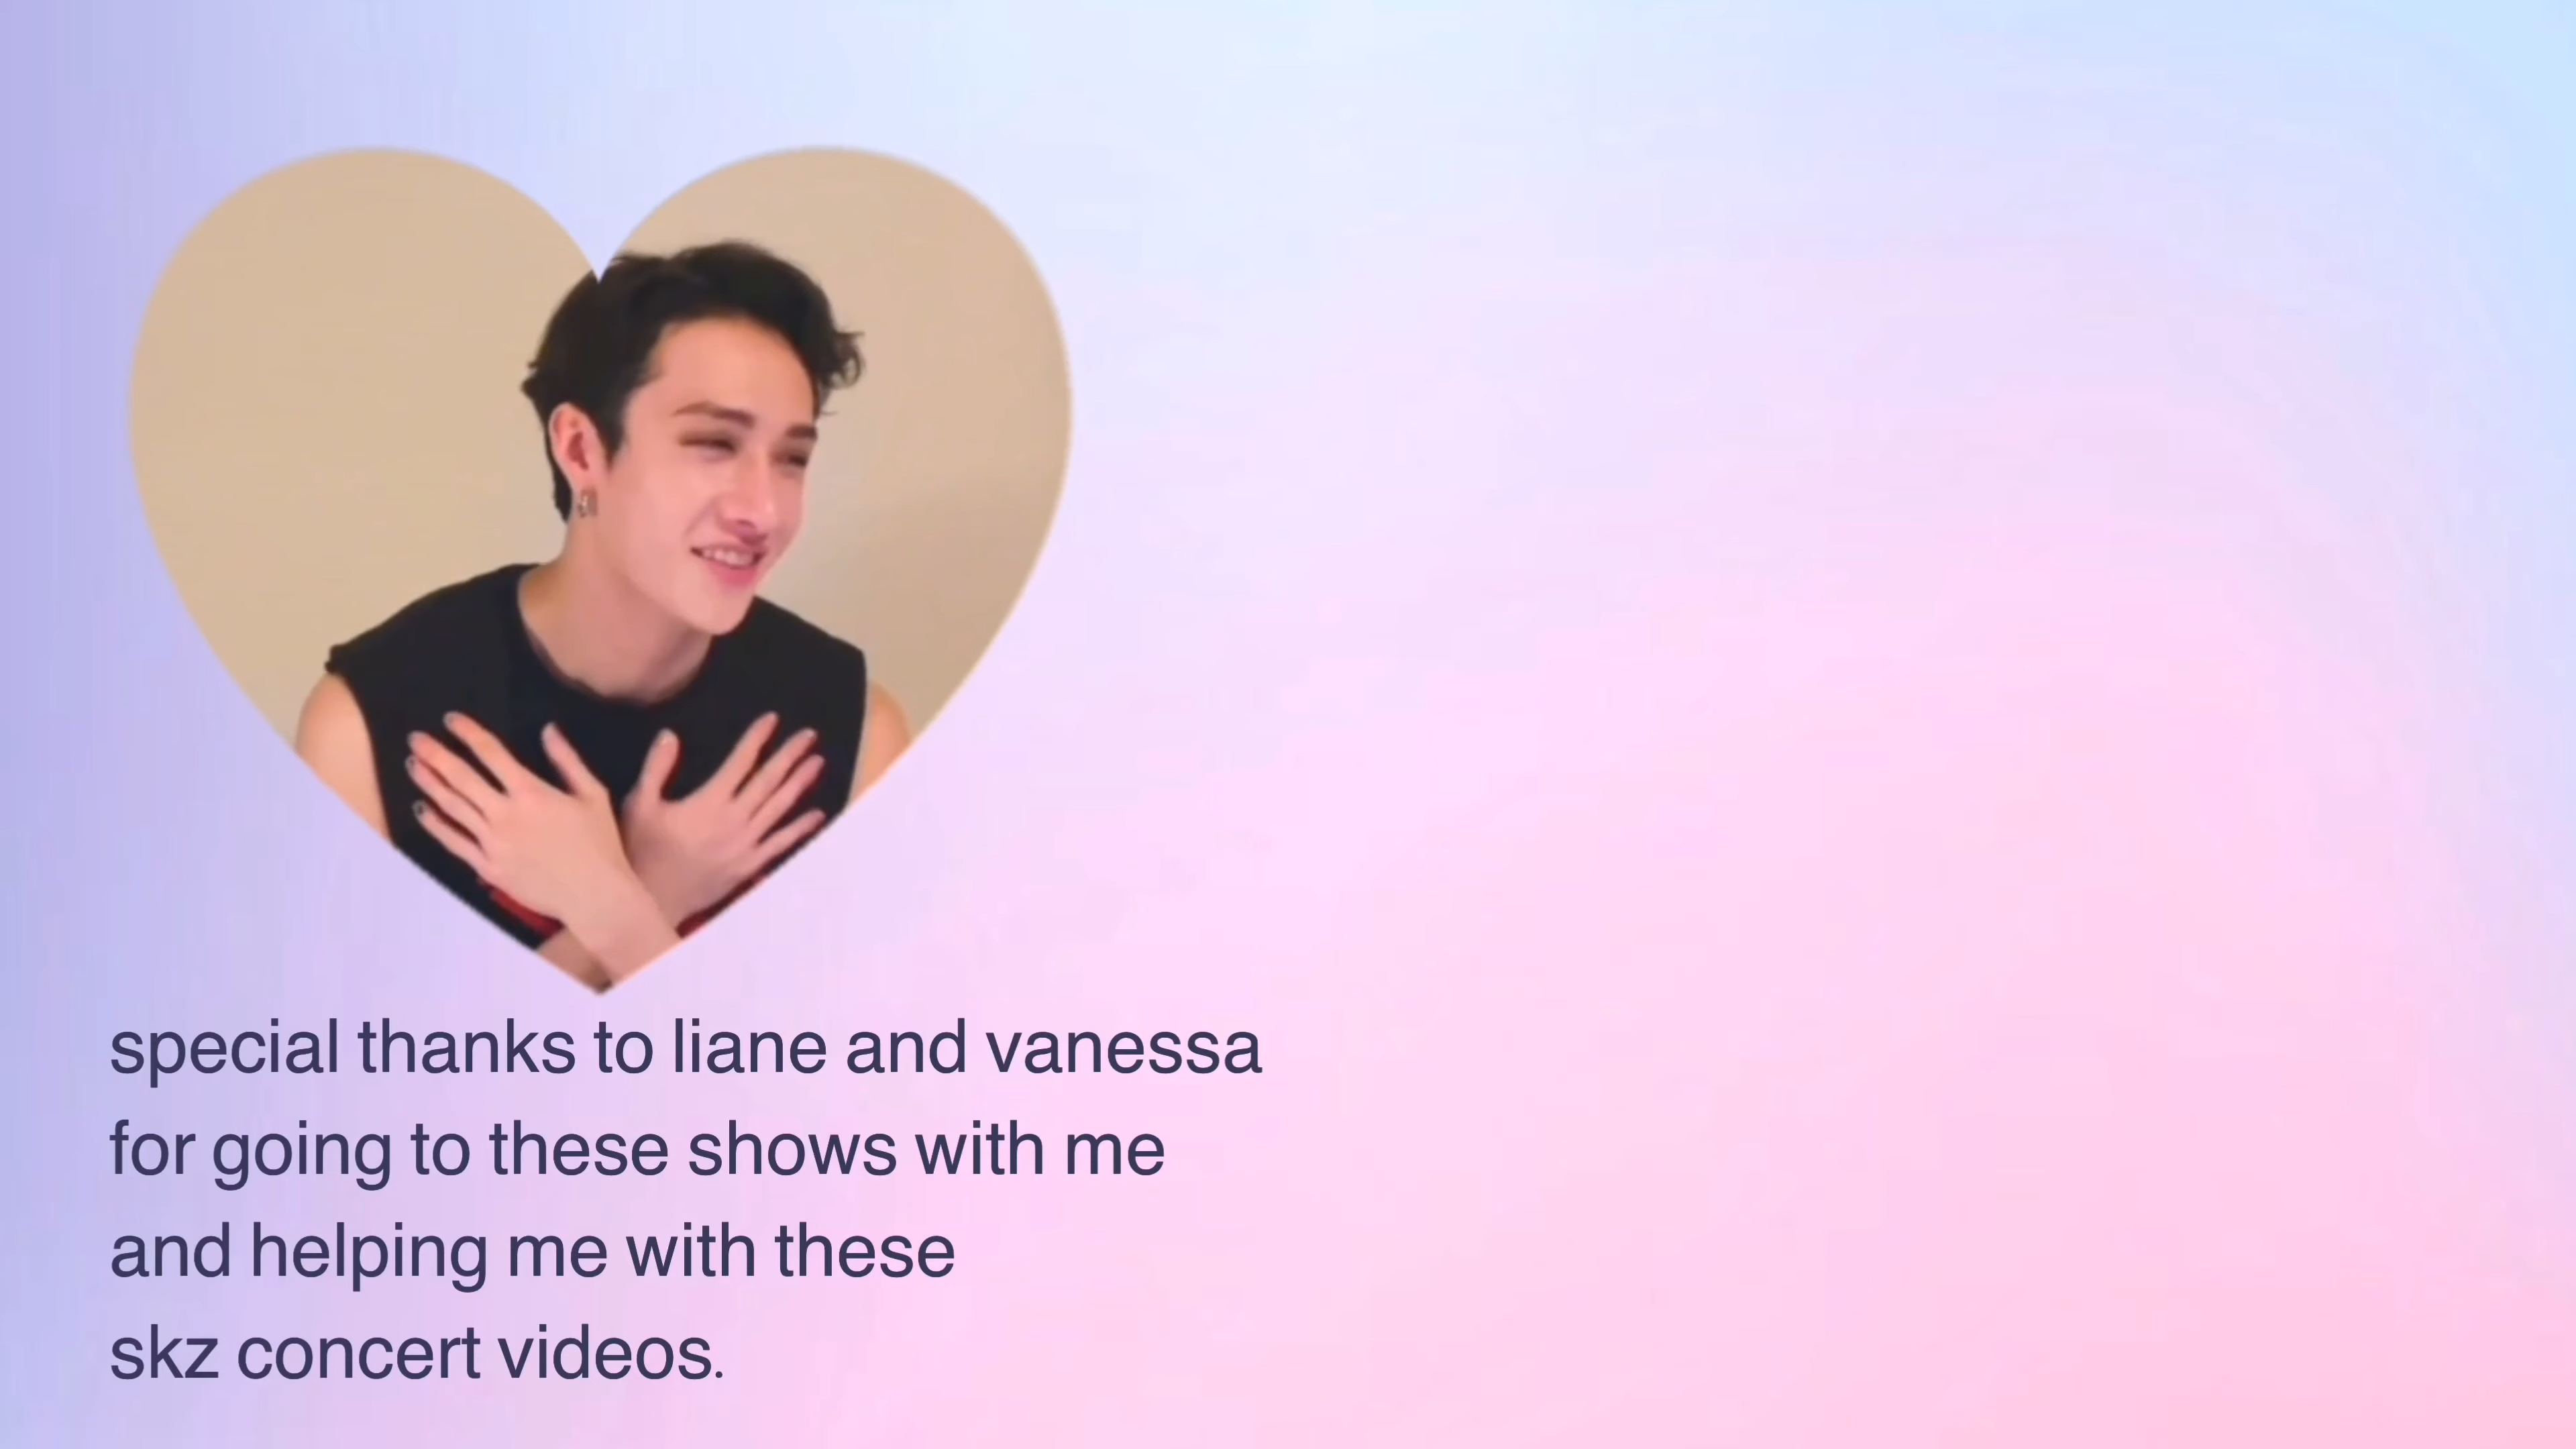 special thanks to liane and vanessa
for going to these shows with me
and helping me with these
skz concert videos.